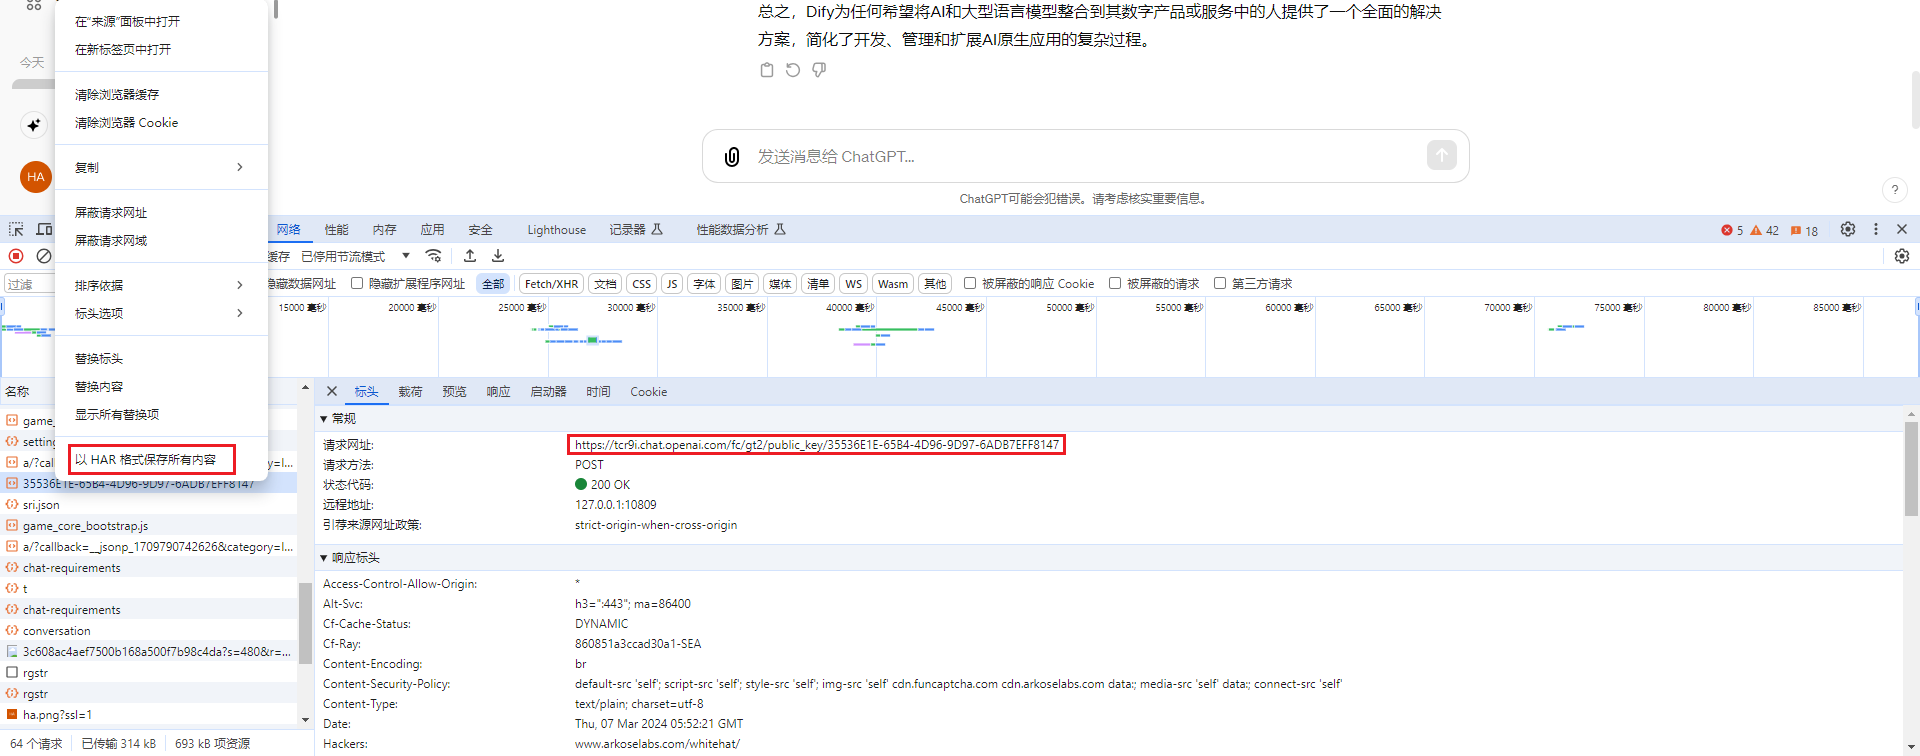 总之，Dify为任何希望将AI和大型语言模型整合到其数字产品或服务中的人提供了一个全面的解决
方案，简化了开发、管理和扩展AI原生应用的复杂过程。
今天
HA
在“来源”面板中打开
在新标签页中打开
清除浏览器缓存
清除浏览器 Cookie
复制
屏蔽请求网址
屏蔽请求网域
排序依据
标头选项
替换标头
替换内容
显示所有替换项
以 HAR 格式保存所有内容
发送消息给 ChatGPT...
ChatGPT可能会犯错误。请考虑核实重要信息。
?
网络 性能 内存 应用 安全 Lighthouse 记录器 性能数据分析 5 42 18
缓存 已停用节流模式
过滤 隐藏数据网址 隐藏扩展程序网址 全部 Fetch/XHR 文档 CSS JS 字体 图片 媒体 清单 WS Wasm 其他 被屏蔽的响应 Cookie 被屏蔽的请求 第三方请求
15000 毫秒 20000 毫秒 25000 毫秒 30000 毫秒 35000 毫秒 40000 毫秒 45000 毫秒 50000 毫秒 55000 毫秒 60000 毫秒 65000 毫秒 70000 毫秒 75000 毫秒 80000 毫秒 85000 毫秒
名称
game_
setting
a/?call
y=l...
35536E1E-65B4-4D96-9D97-6ADB7EFF8147
sri.json
game_core_bootstrap.js
a/?callback=__jsonp_1709790742626&category=l...
chat-requirements
t
chat-requirements
conversation
3c608ac4aef7500b168a500f7b98c4da?s=480&r=...
rgstr
rgstr
ha.png?ssl=1
64 个请求 已传输 314 kB 693 kB 项资源
标头 载荷 预览 响应 启动器 时间 Cookie
常规
请求网址: https://tcr9i.chat.openai.com/fc/gt2/public_key/35536E1E-65B4-4D96-9D97-6ADB7EFF8147
请求方法: POST
状态代码: 200 OK
远程地址: 127.0.0.1:10809
引荐来源网址政策: strict-origin-when-cross-origin
响应标头
Access-Control-Allow-Origin: *
Alt-Svc: h3=":443"; ma=86400
Cf-Cache-Status: DYNAMIC
Cf-Ray: 860851a3ccad30a1-SEA
Content-Encoding: br
Content-Security-Policy: default-src 'self'; script-src 'self'; style-src 'self'; img-src 'self' cdn.funcaptcha.com cdn.arkoselabs.com data:; media-src 'self' data:; connect-src 'self'
Content-Type: text/plain; charset=utf-8
Date: Thu, 07 Mar 2024 05:52:21 GMT
Hackers: www.arkoselabs.com/whitehat/